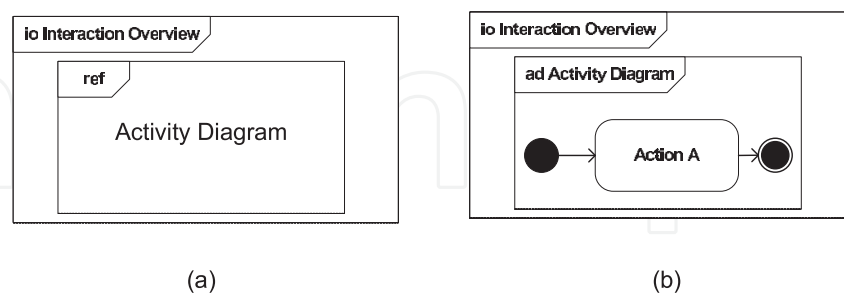 io Interaction Overview
ref
Activity Diagram
(a)
io Interaction Overview
ad Activity Diagram
Action A
(b)